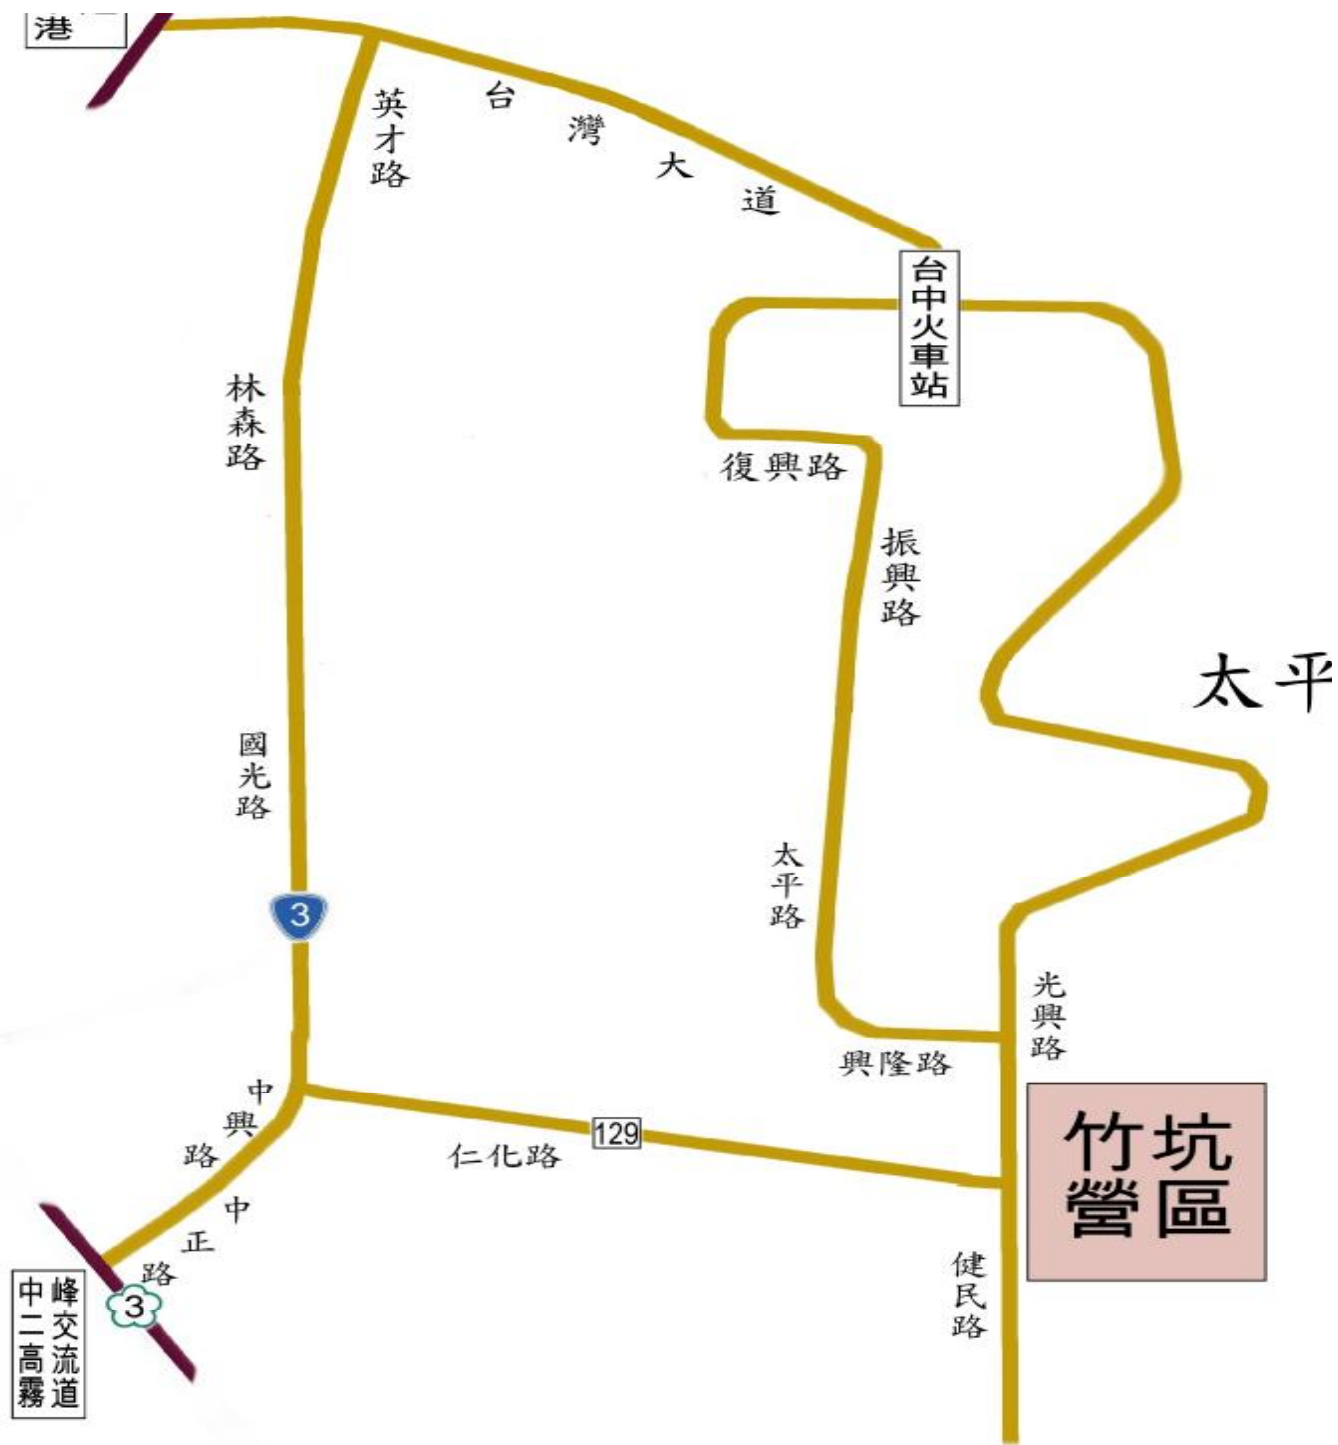 港
英才路
台灣大道
台中火車站
林森路
復興路
振興路
太平
國光路
太平路
3
光興路
興隆路
中興路
129
仁化路
竹坑
營區
中正路
健民路
3
中二高霧
峰交流道